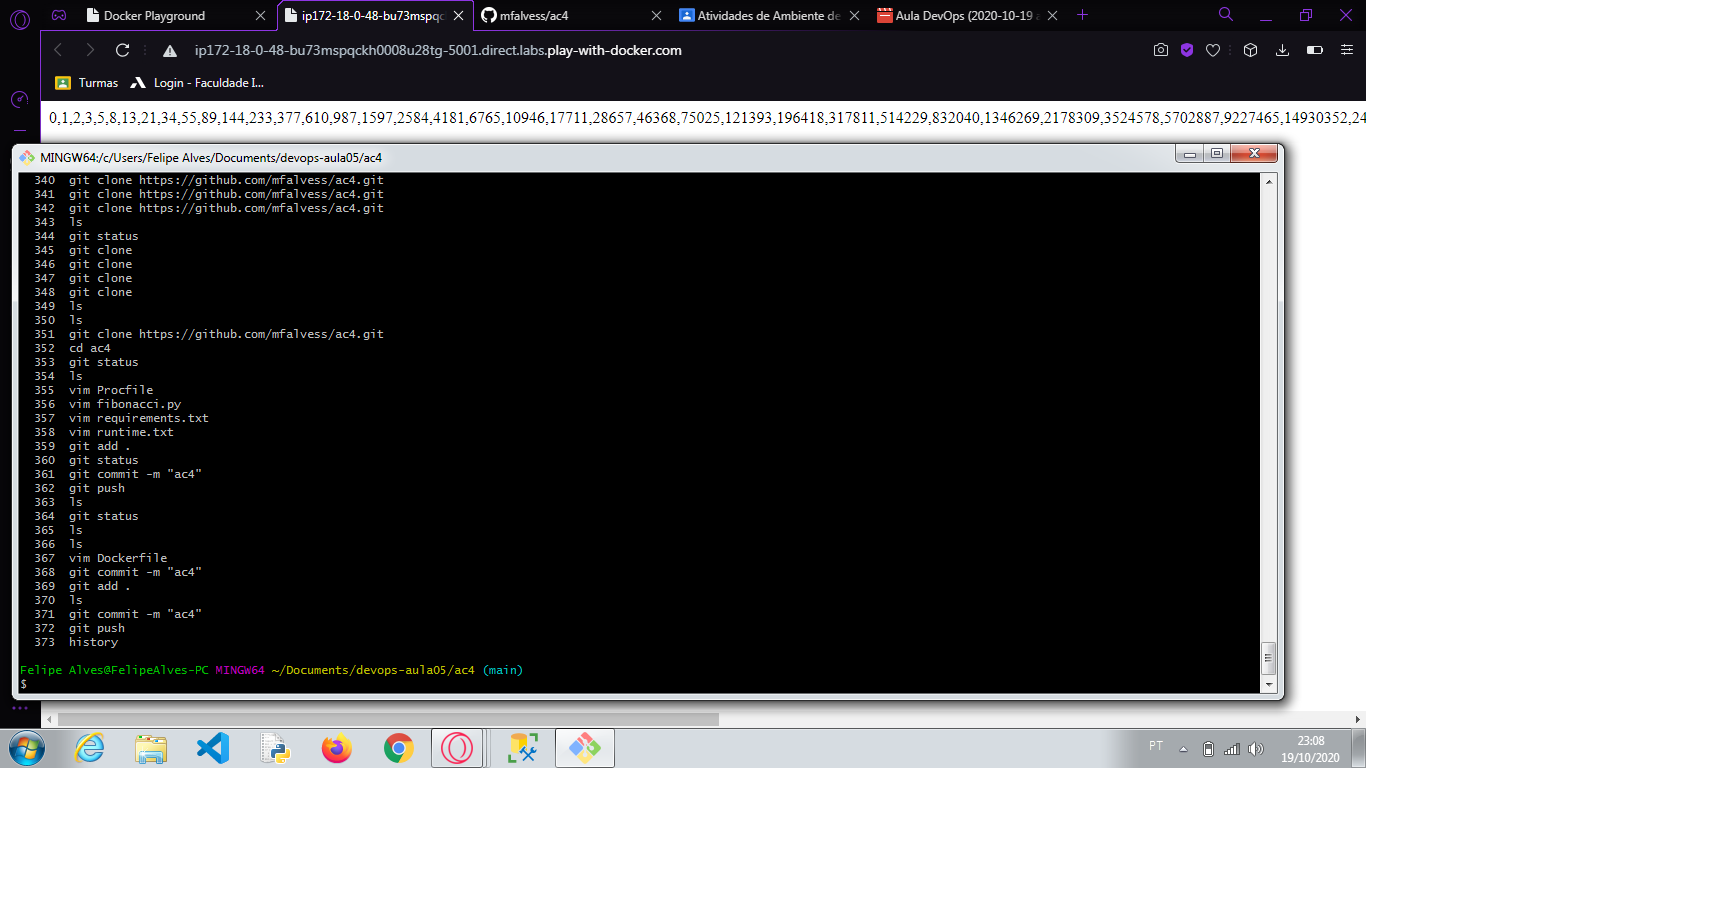 Docker Playground
ip172-18-0-48-bu73mspqc
mfalvess/ac4
Atividades de Ambiente de
Aula DevOps (2020-10-19 a
ip172-18-0-48-bu73mspqckh0008u28tg-5001.direct.labs.play-with-docker.com
Turmas
Login - Faculdade I...
0,1,2,3,5,8,13,21,34,55,89,144,233,377,610,987,1597,2584,4181,6765,10946,17711,28657,46368,75025,121393,196418,317811,514229,832040,1346269,2178309,3524578,5702887,9227465,14930352,24
MINGW64:/c/Users/Felipe Alves/Documents/devops-aula05/ac4
340 git clone https://github.com/mfalvess/ac4.git
341 git clone https://github.com/mfalvess/ac4.git
342 git clone https://github.com/mfalvess/ac4.git
343 ls
344 git status
345 git clone
346 git clone
347 git clone
348 git clone
349 ls
350 ls
351 git clone https://github.com/mfalvess/ac4.git
352 cd ac4
353 git status
354 ls
355 vim Procfile
356 vim fibonacci.py
357 vim requirements.txt
358 vim runtime.txt
359 git add .
360 git status
361 git commit -m "ac4"
362 git push
363 ls
364 git status
365 ls
366 ls
367 vim Dockerfile
368 git commit -m "ac4"
369 git add .
370 ls
371 git commit -m "ac4"
372 git push
373 history
Felipe Alves@FelipeAlves-PC MINGW64 ~/Documents/devops-aula05/ac4 (main)
$
PT
23:08
19/10/2020